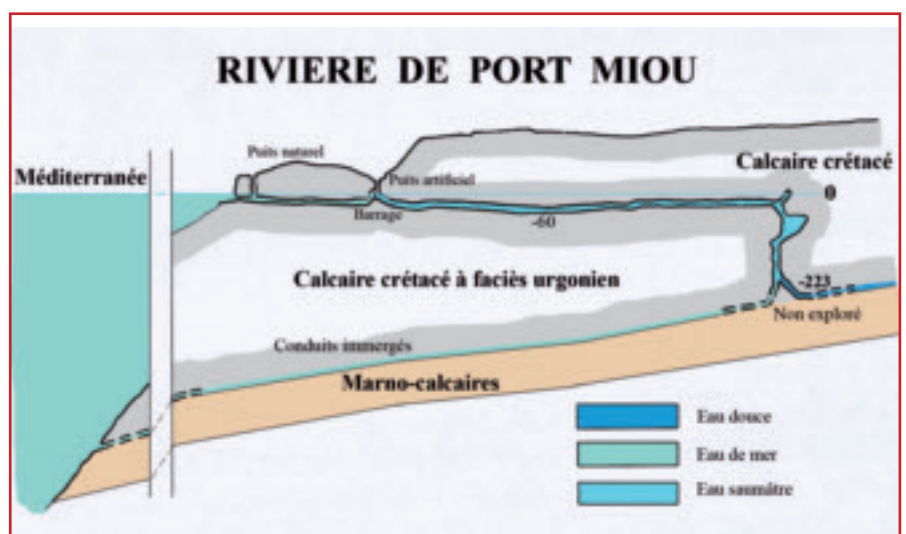 RIVIERE DE PORT MIOU
Puits naturel
Calcaire crétacé
Méditerranée
Puits artificiel
0
Barrage
-60
Calcaire crétacé à faciès urgonien
-223
Non exploré
Conduits immergés
Marno-calcaires
Eau douce
Eau de mer
Eau saumâtre